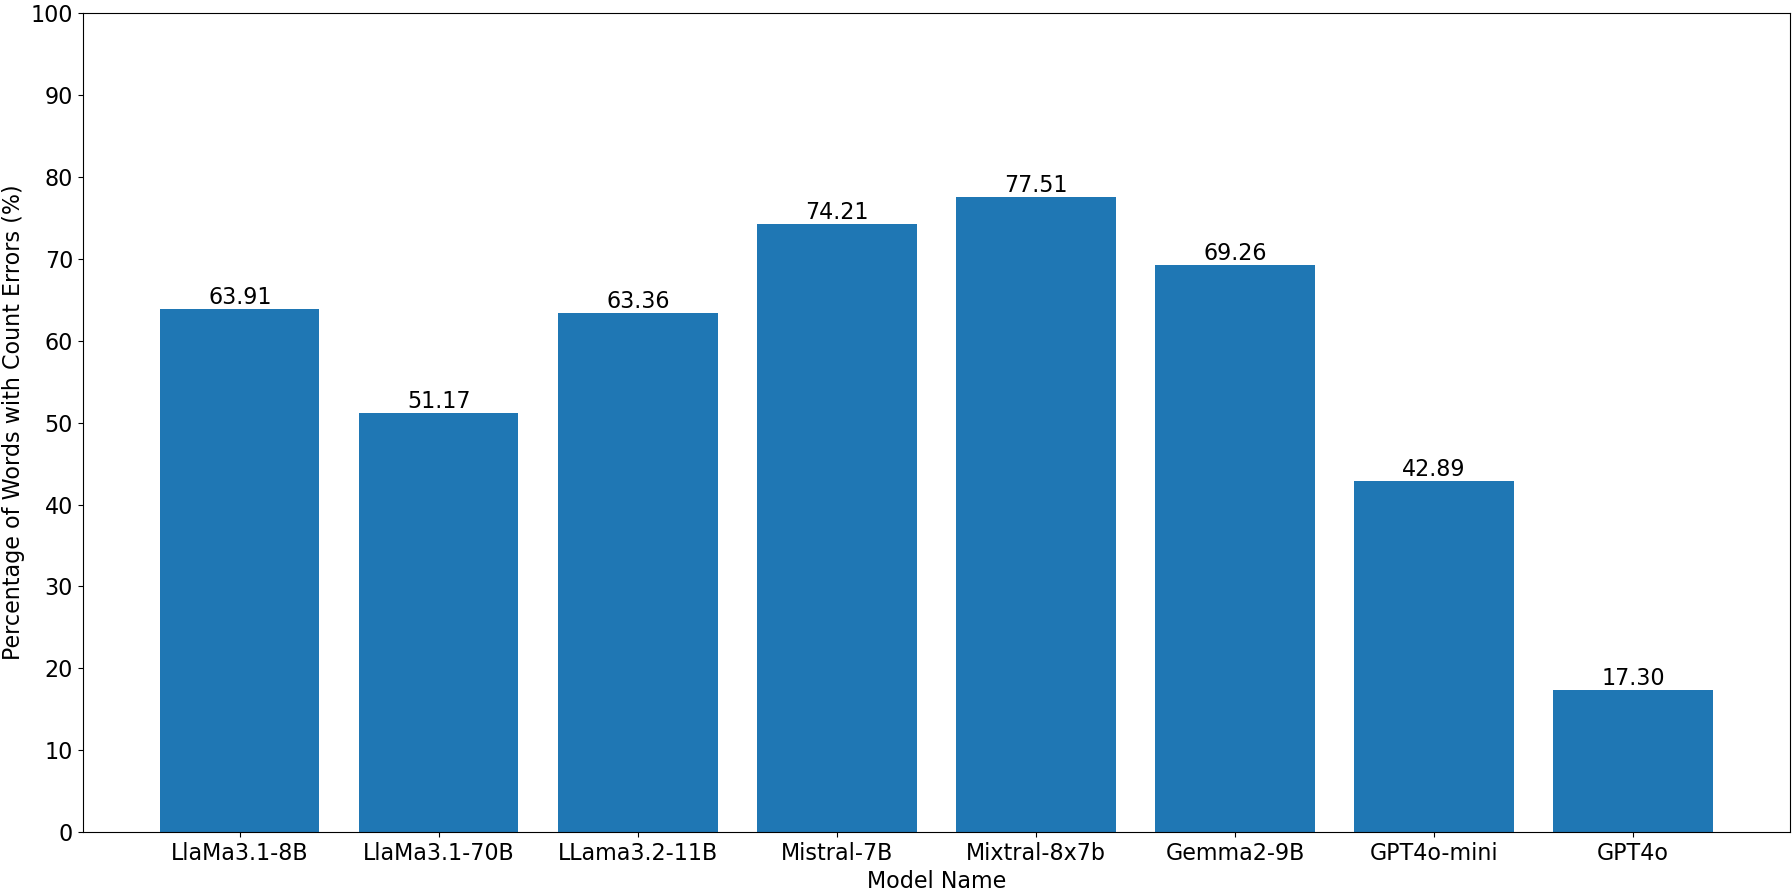 Percentage of Words with Count Errors (%)
100
90
80
70
60
50
40
30
20
10
0
63.91
51.17
63.36
74.21
77.51
69.26
42.89
17.30
LlaMa3.1-8B
LlaMa3.1-70B
LLama3.2-11B
Mistral-7B
Mixtral-8x7b
Gemma2-9B
GPT4o-mini
GPT4o
Model Name